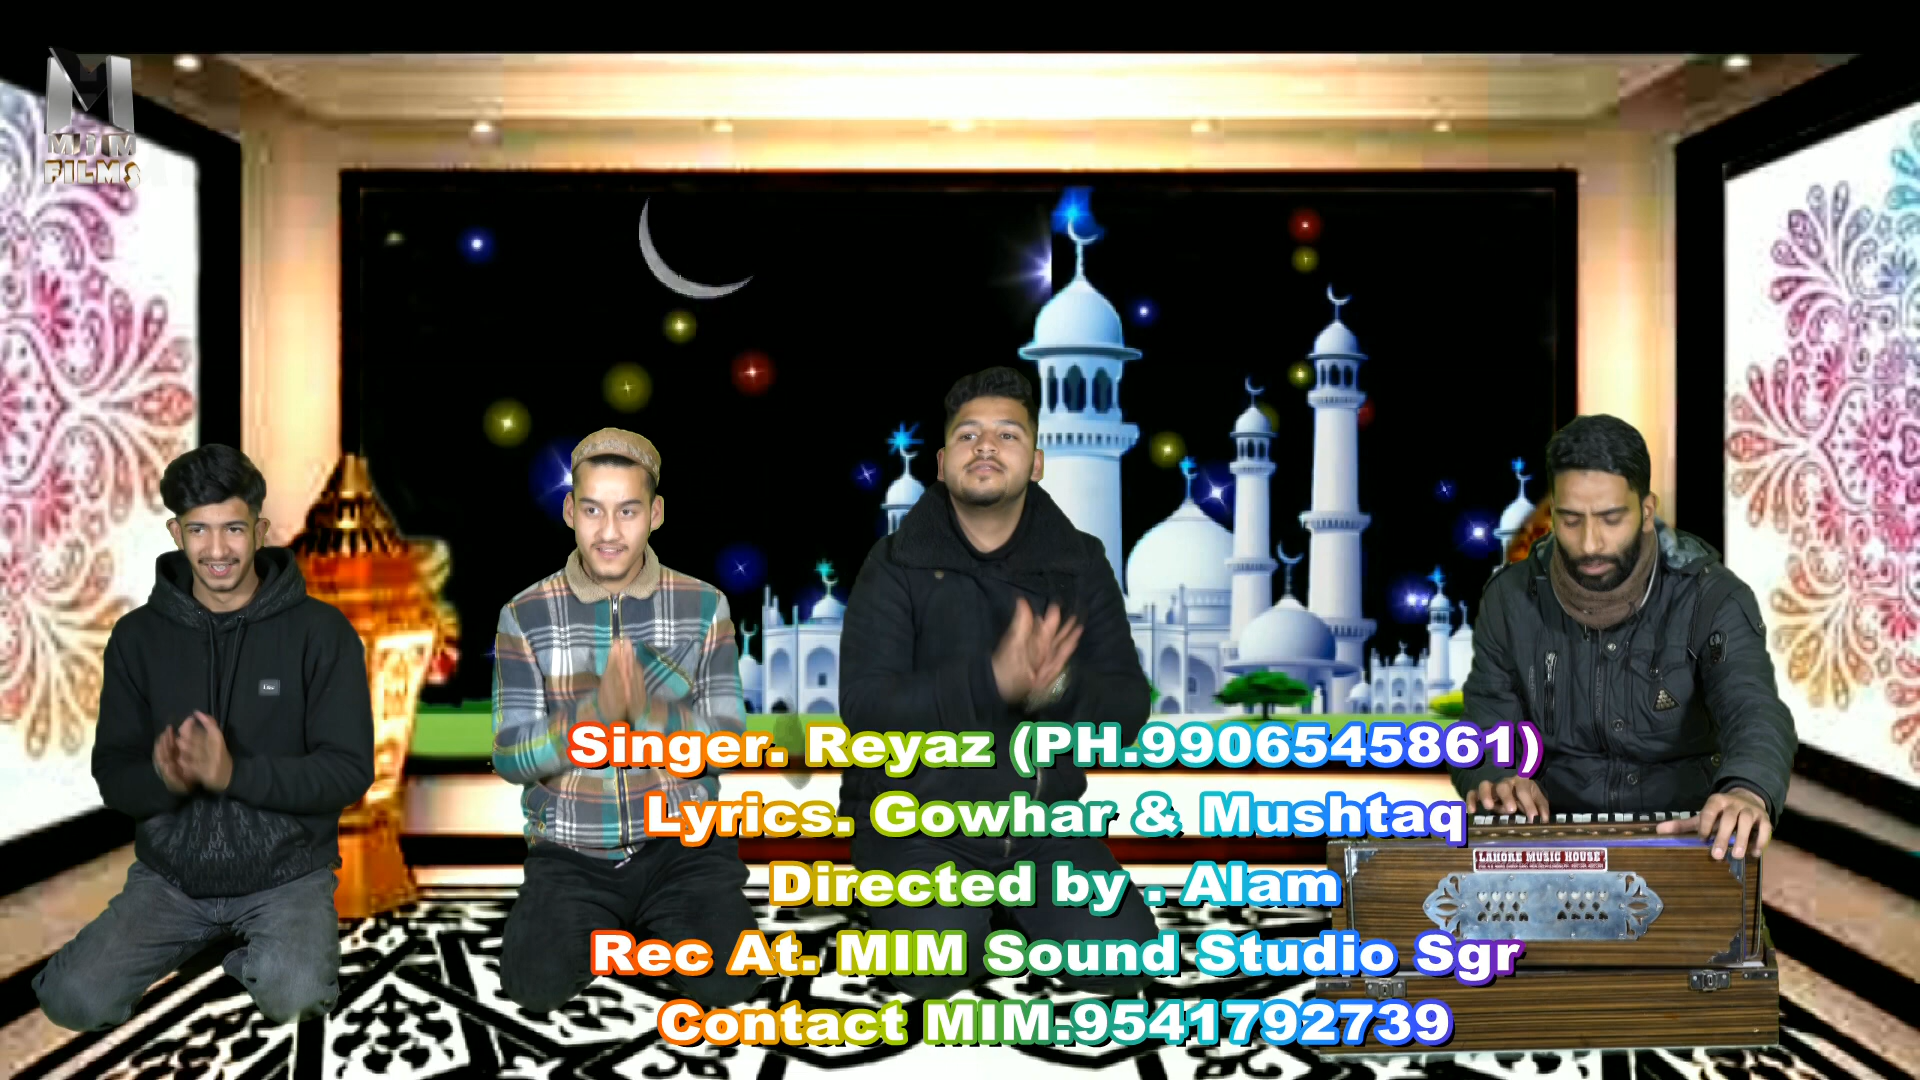 MIM
FILMS
Singer. Reyaz (PH.9906545861)
Lyrics. Gowhar & Mushtaq
LAHORE MUSIC HOUSE
Directed by . Alam
Rec At. MIM Sound Studio Sgr
Contact MIM.9541792739